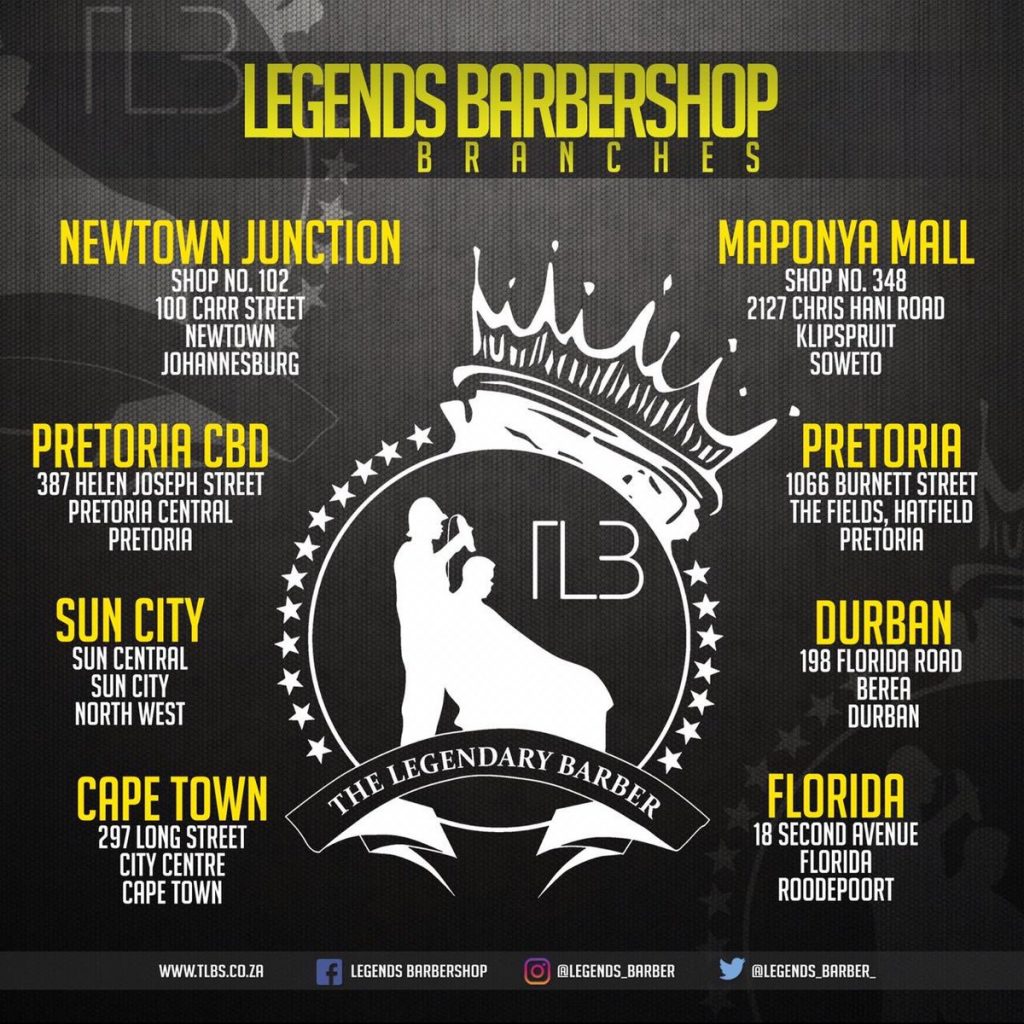 TLB
LEGENDS BARBERSHOP
BRANCHES
NEWTOWN JUNCTION
SHOP NO. 102
100 CARR STREET
NEWTOWN
JOHANNESBURG
MAPONYA MALL
SHOP NO. 348
2127 CHRIS HANI ROAD
KLIPSPRUIT
SOWETO
PRETORIA CBD
387 HELEN JOSEPH STREET
PRETORIA CENTRAL
PRETORIA
PRETORIA
1066 BURNETT STREET
THE FIELDS, HATFIELD
PRETORIA
TLB
SUN CITY
SUN CENTRAL
SUN CITY
NORTH WEST
DURBAN
198 FLORIDA ROAD
BEREA
DURBAN
THE LEGENDARY BARBER
CAPE TOWN
297 LONG STREET
CITY CENTRE
CAPE TOWN
FLORIDA
18 SECOND AVENUE
FLORIDA
ROODEPOORT
WWW.TLBS.CO.ZA LEGENDS BARBERSHOP @LEGENDS_BARBER @LEGENDS_BARBER_